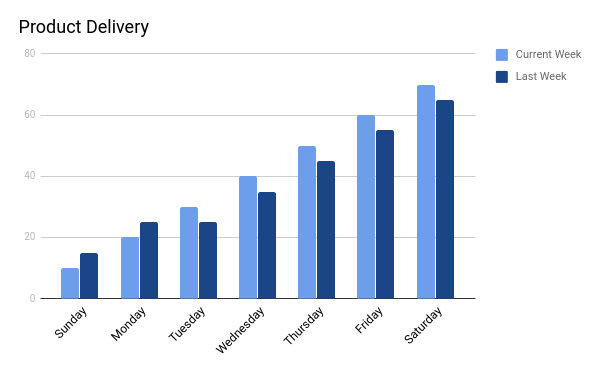 Product Delivery
80
60
40
20
0
Current Week
Last Week
Sunday
Monday
Tuesday
Wednesday
Thursday
Friday
Saturday